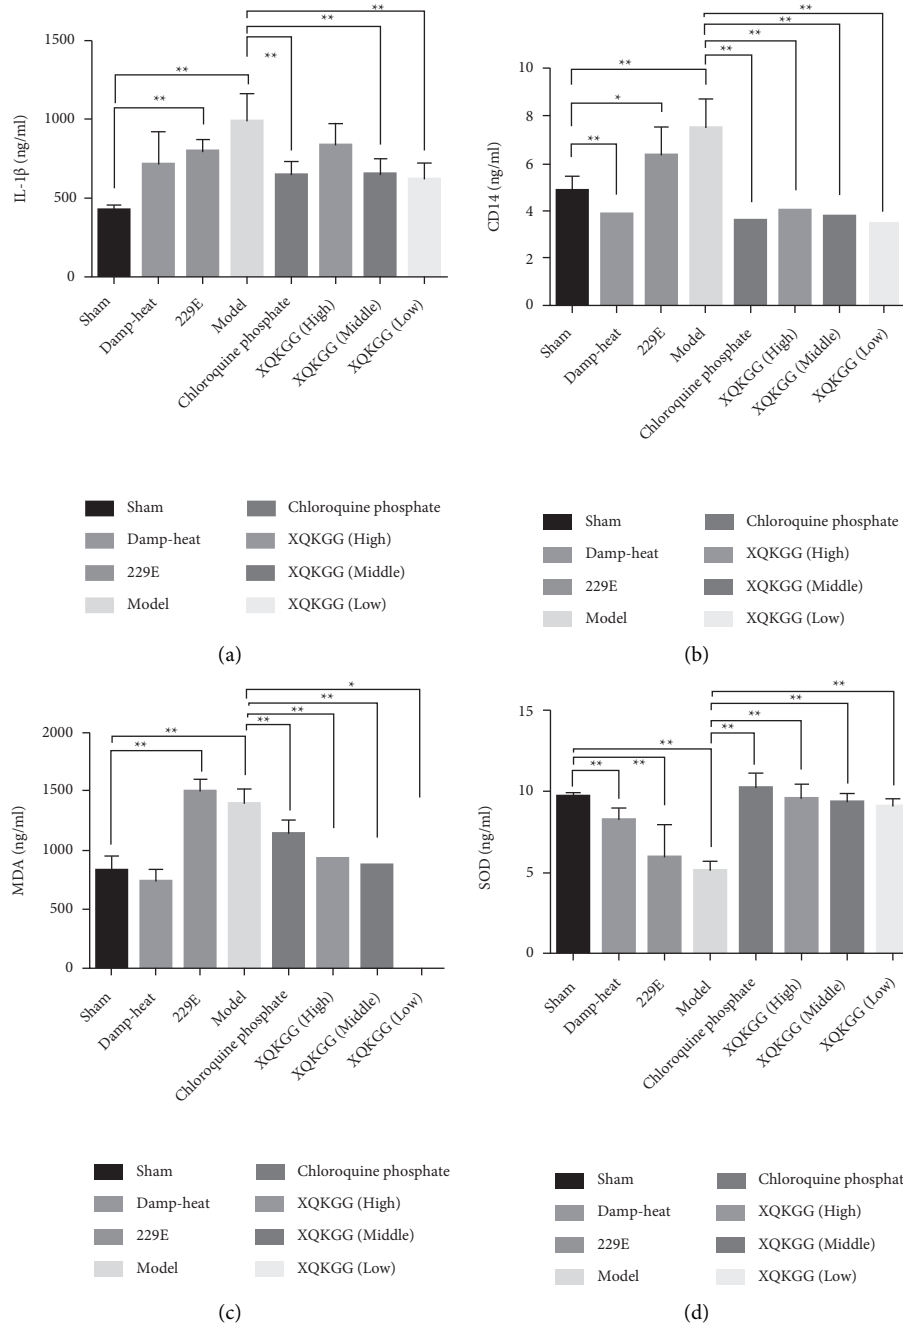 ** ** ** ** ** **
1500
1000
500
0
IL-1β (ng/ml)
Sham
Damp-heat
229E
Model
Chloroquine phosphate
XQKGG (High)
XQKGG (Middle)
XQKGG (Low)
Sham
Damp-heat
229E
Model
Chloroquine phosphate
XQKGG (High)
XQKGG (Middle)
XQKGG (Low)
(a)
** ** ** ** ** * **
10
8
6
4
2
0
CD14 (ng/ml)
Sham
Damp-heat
229E
Model
Chloroquine phosphate
XQKGG (High)
XQKGG (Middle)
XQKGG (Low)
Sham
Damp-heat
229E
Model
Chloroquine phosphate
XQKGG (High)
XQKGG (Middle)
XQKGG (Low)
(b)
* ** ** ** ** **
2000
1500
1000
500
0
MDA (ng/ml)
Sham
Damp-heat
229E
Model
Chloroquine phosphate
XQKGG (High)
XQKGG (Middle)
XQKGG (Low)
Sham
Damp-heat
229E
Model
Chloroquine phosphate
XQKGG (High)
XQKGG (Middle)
XQKGG (Low)
(c)
** ** ** ** ** ** **
15
10
5
0
SOD (ng/ml)
Sham
Damp-heat
229E
Model
Chloroquine phosphate
XQKGG (High)
XQKGG (Middle)
XQKGG (Low)
Sham
Damp-heat
229E
Model
Chloroquine phosphat
XQKGG (High)
XQKGG (Middle)
XQKGG (Low)
(d)